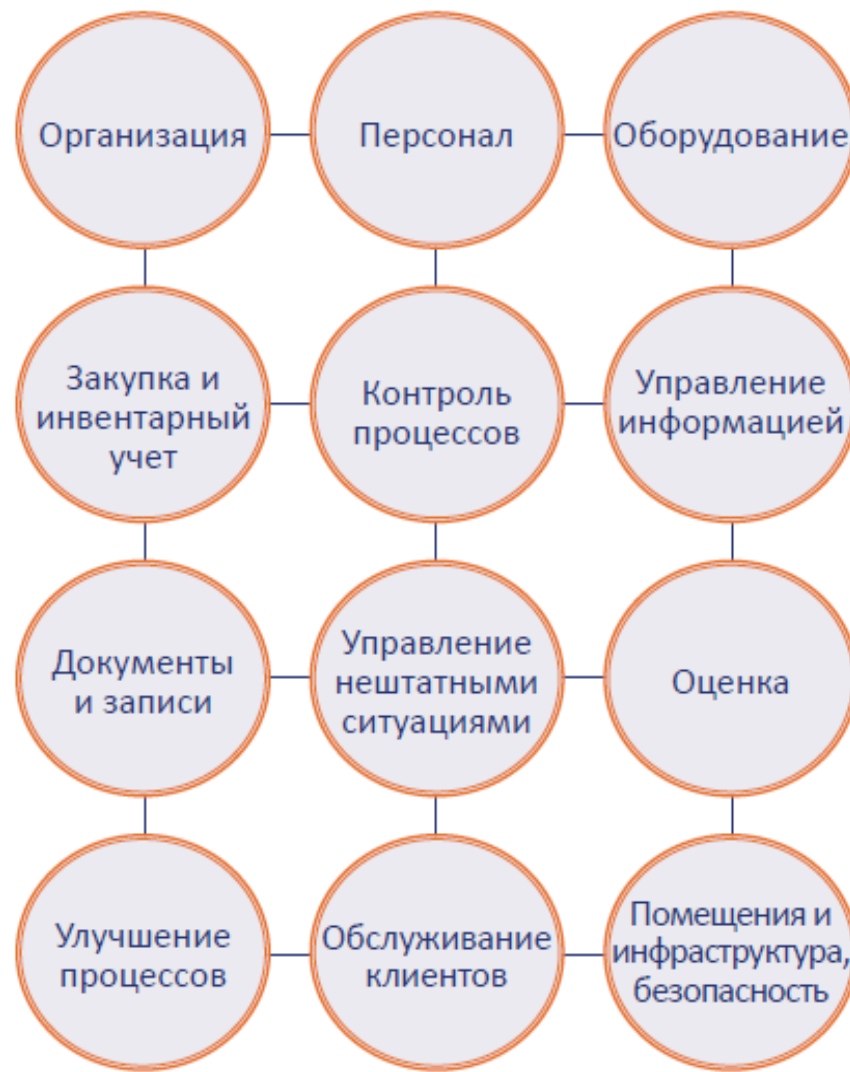 Организация
Персонал
Оборудование
Закупка и
инвентарный
учет
Контроль
процессов
Управление
информацией
Документы
и записи
Управление
нештатными
ситуациями
Оценка
Улучшение
процессов
Обслуживание
клиентов
Помещения и
инфраструктура,
безопасность